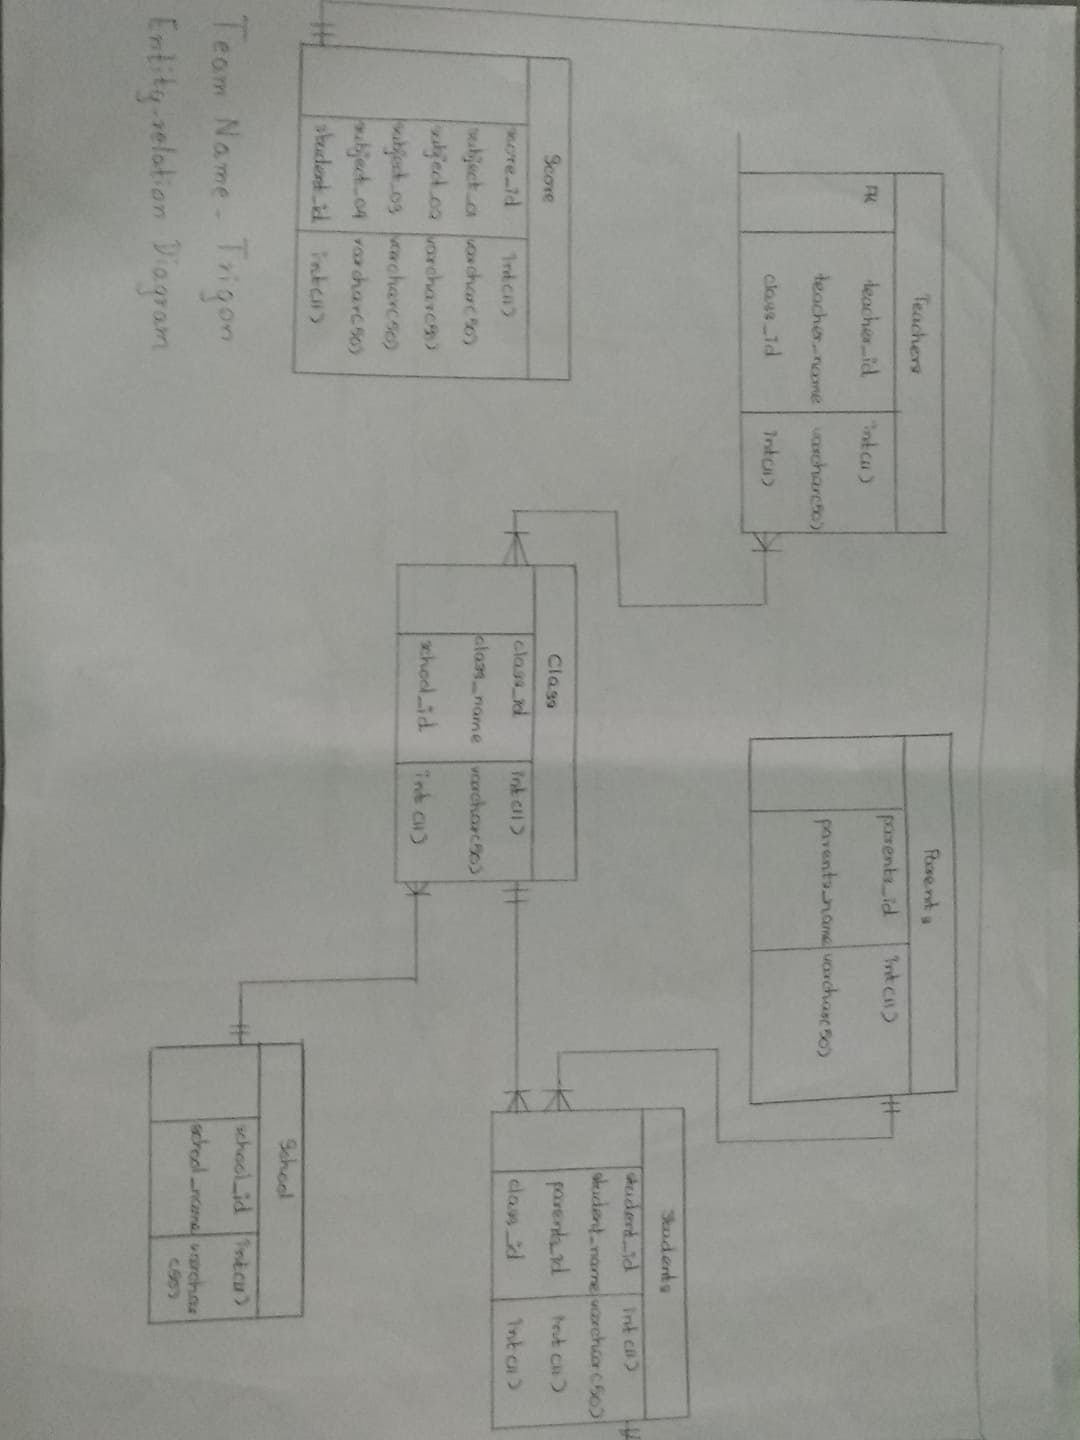 Teachers
FK teacher_id int(11)
teacher_name varchar(50)
class_id int(11)
Parents
parents_id int(11)
parents_name varchar(50)
Score
score_id int(11)
subject_01 varchar(50)
subject_02 varchar(50)
subject_03 varchar(50)
subject_04 varchar(50)
student_id int(11)
Class
class_id int(11)
class_name varchar(50)
school_id int(11)
Students
student_id int(11)
student_name varchar(50)
parents_id int(11)
class_id int(11)
School
school_id int(11)
school_name varchar
(50)
Team Name - Trigon
Entity-relation Diagram